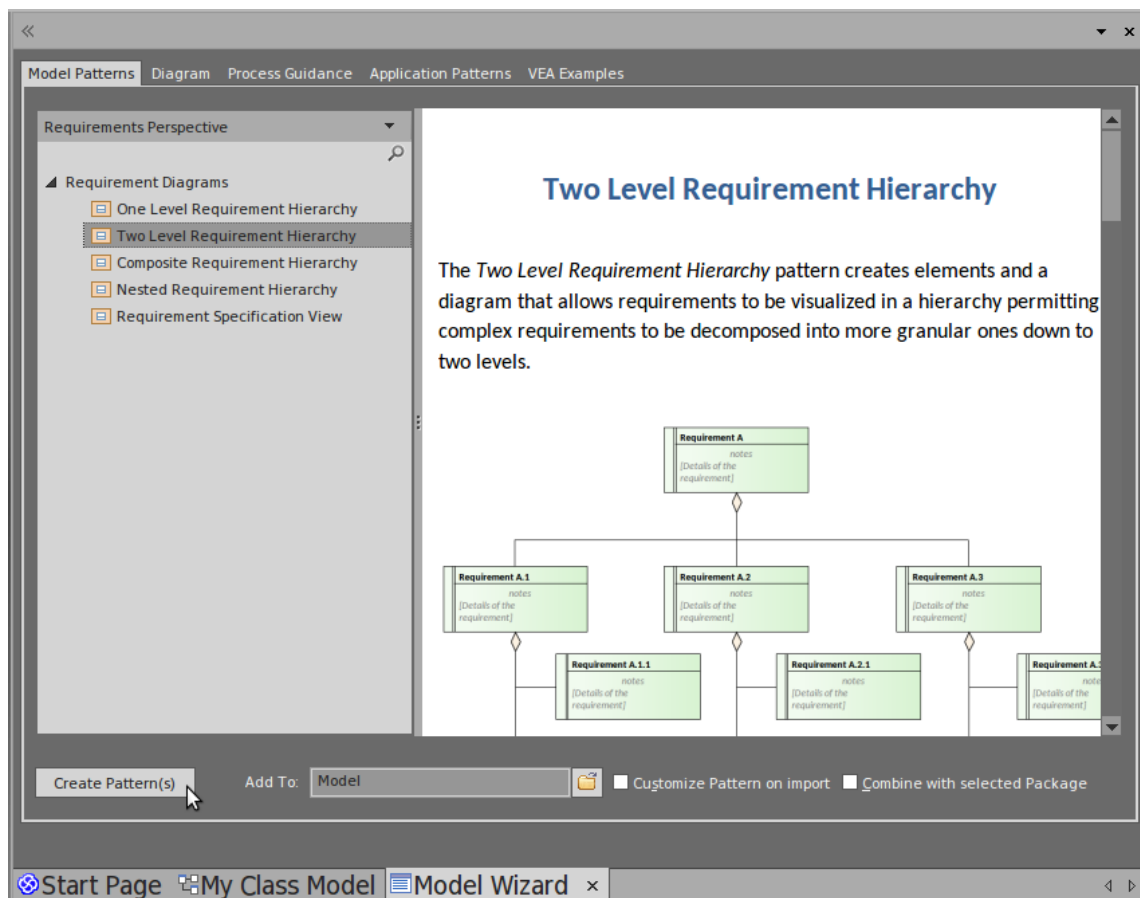 Model Patterns Diagram Process Guidance Application Patterns VEA Examples
Requirements Perspective
Requirement Diagrams
One Level Requirement Hierarchy
Two Level Requirement Hierarchy
Composite Requirement Hierarchy
Nested Requirement Hierarchy
Requirement Specification View
Two Level Requirement Hierarchy
The Two Level Requirement Hierarchy pattern creates elements and a
diagram that allows requirements to be visualized in a hierarchy permitting
complex requirements to be decomposed into more granular ones down to
two levels.
Requirement A
notes
[Details of the
requirement]
Requirement A.1
notes
[Details of the
requirement]
Requirement A.2
notes
[Details of the
requirement]
Requirement A.3
notes
[Details of the
requirement]
Requirement A.1.1
notes
[Details of the
requirement]
Requirement A.2.1
notes
[Details of the
requirement]
Requirement
[Details of the
requirement]
Create Pattern(s) Add To: Model Customize Pattern on import Combine with selected Package
Start Page My Class Model Model Wizard